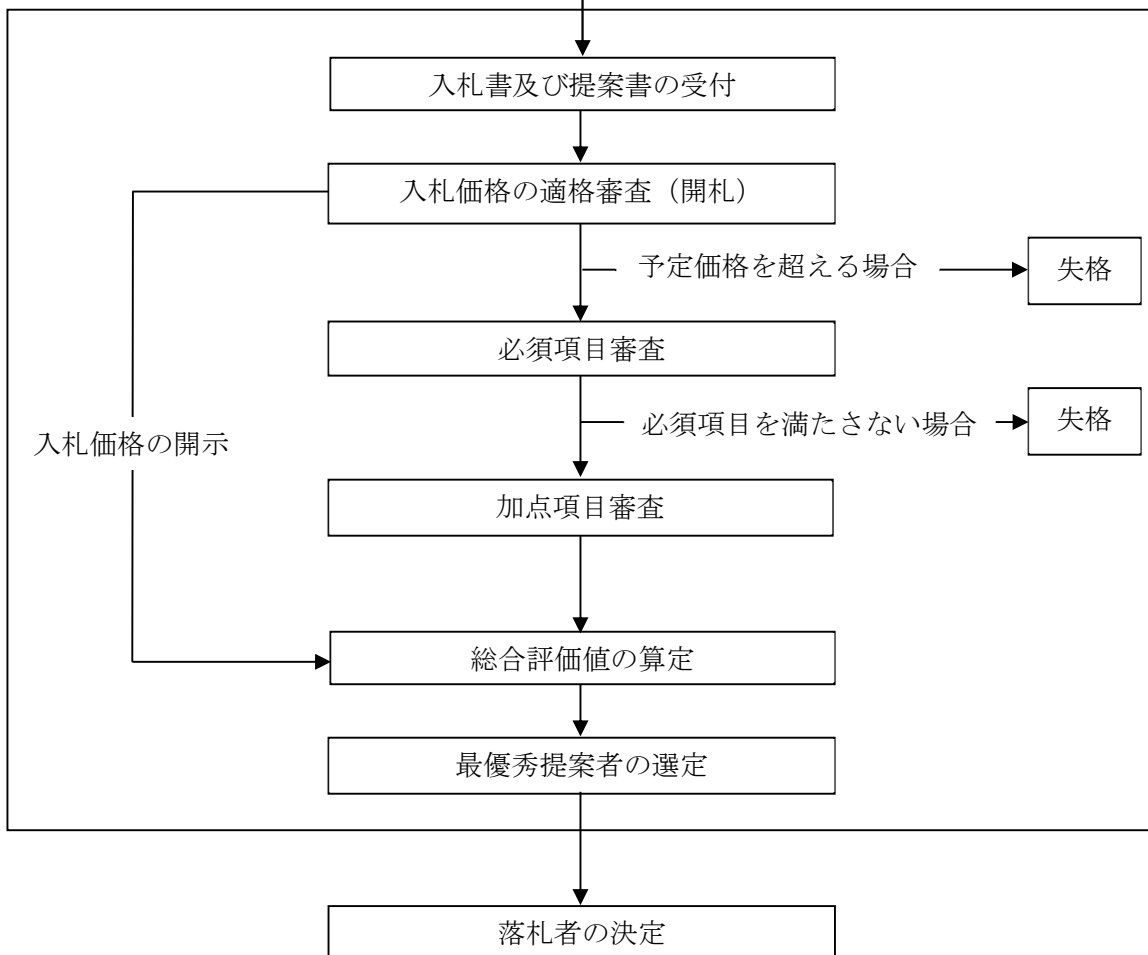 入札書及び提案書の受付
入札価格の適格審査（開札）
予定価格を超える場合
失格
必須項目審査
必須項目を満たさない場合
失格
入札価格の開示
加点項目審査
総合評価値の算定
最優秀提案者の選定
落札者の決定